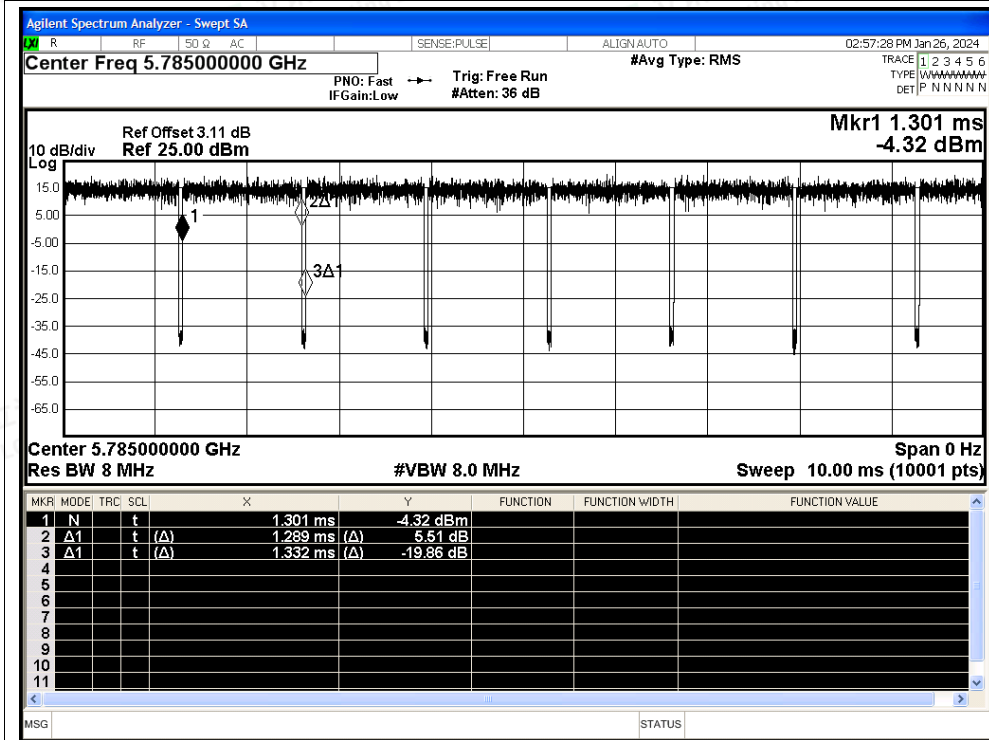 Agilent Spectrum Analyzer - Swept SA
LXI R RF 50 Ω AC SENSE:PULSE ALIGN AUTO 02:57:28 PM Jan 26, 2024
Center Freq 5.785000000 GHz #Avg Type: RMS TRACE 1 2 3 4 5 6
PNO: Fast Trig: Free Run TYPE WWWWWW
IFGain:Low #Atten: 36 dB DET P N N N N N
Mkr1 1.301 ms
Ref Offset 3.11 dB
10 dB/div Ref 25.00 dBm -4.32 dBm
Log
15.0
2Δ1
5.00
1
-5.00
-15.0
3Δ1
-25.0
-35.0
-45.0
-55.0
-65.0
Center 5.785000000 GHz Span 0 Hz
Res BW 8 MHz #VBW 8.0 MHz Sweep 10.00 ms (10001 pts)
MKR MODE TRC SCL X Y FUNCTION FUNCTION WIDTH FUNCTION VALUE
1 N t 1.301 ms -4.32 dBm
2 Δ1 t (Δ) 1.289 ms (Δ) 5.51 dB
3 Δ1 t (Δ) 1.332 ms (Δ) -19.86 dB
4
5
6
7
8
9
10
11
MSG STATUS